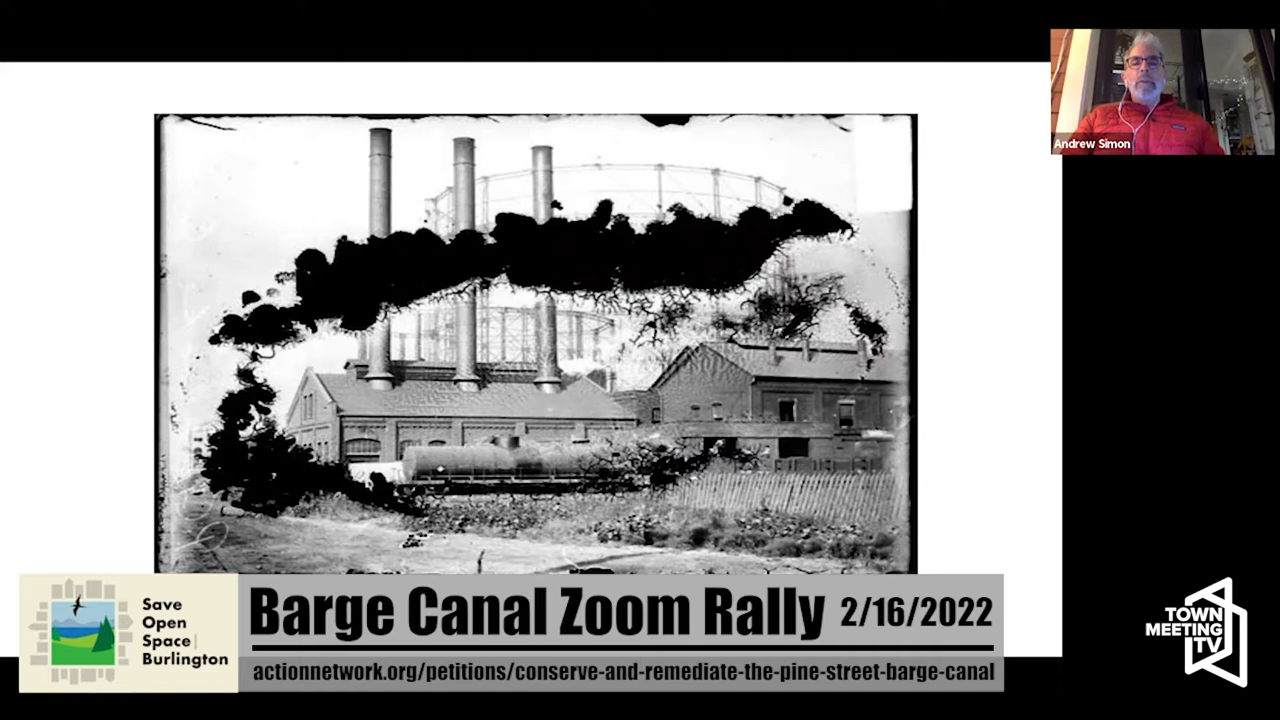 Andrew Simon
Save
Open
Space
Burlington
Barge Canal Zoom Rally 2/16/2022
actionnetwork.org/petitions/conserve-and-remediate-the-pine-street-barge-canal
TOWN
MEETING
TV